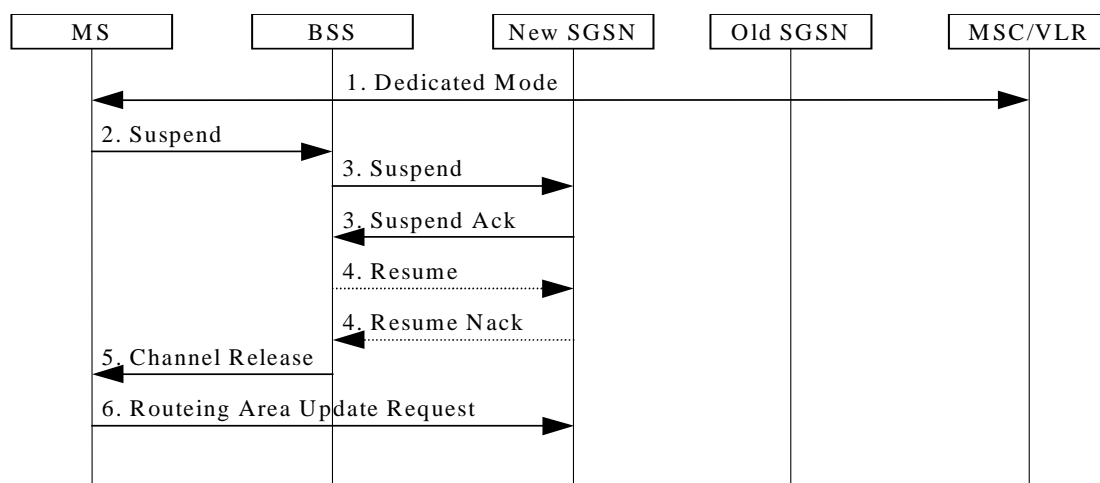 MS
BSS
New SGSN
Old SGSN
MSC/VLR
1. Dedicated Mode
2. Suspend
3. Suspend
3. Suspend Ack
4. Resume
4. Resume Nack
5. Channel Release
6. Routeing Area Update Request